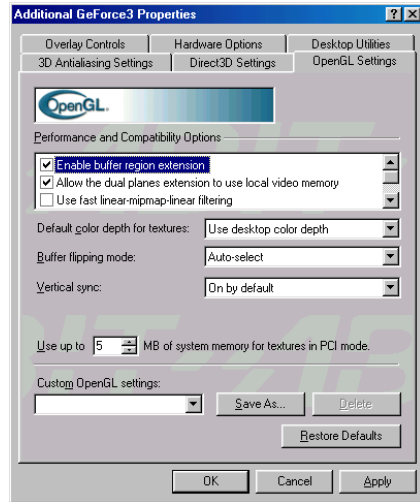 Additional GeForce3 Properties
Overlay Controls Hardware Options Desktop Utilities
3D Antialiasing Settings Direct3D Settings OpenGL Settings
OpenGL.
Performance and Compatibility Options
Enable buffer region extension
Allow the dual planes extension to use local video memory
Use fast linear-mipmap-linear filtering
Default color depth for textures: Use desktop color depth
Buffer flipping mode: Auto-select
Vertical sync: On by default
Use up to 5 MB of system memory for textures in PCI mode.
Custom OpenGL settings:
Save As... Delete
Restore Defaults
OK Cancel Apply